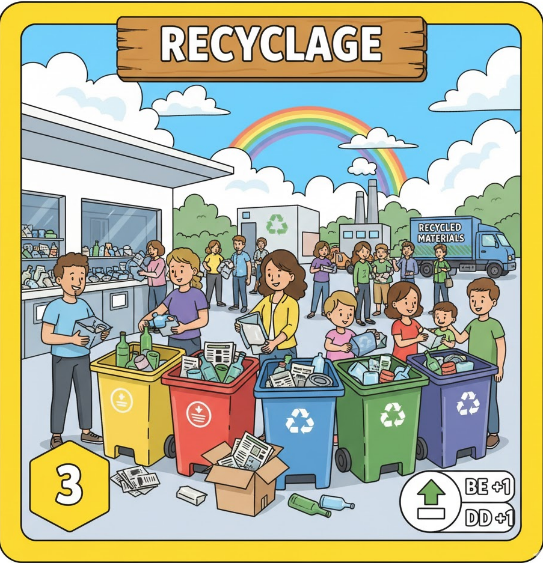 RECYCLAGE
RECYCLED
MATERIALS
3
BE +1
DD +1